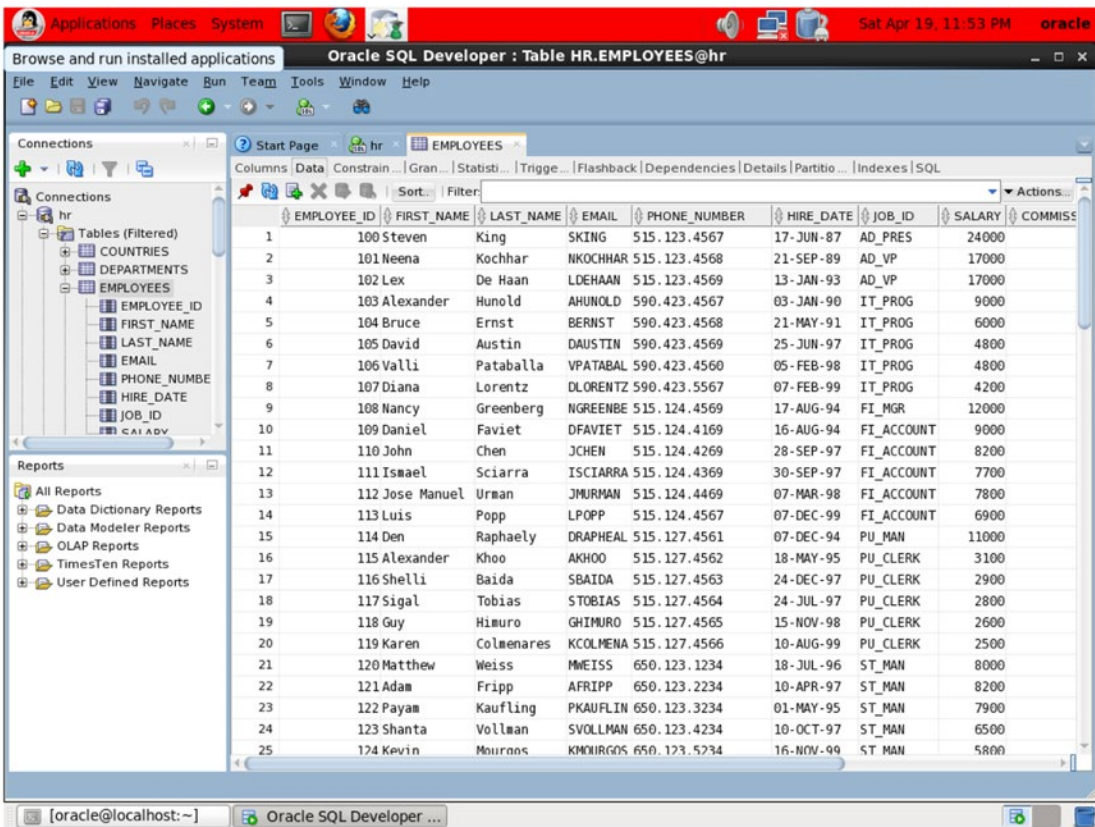 Applications Places System Sat Apr 19, 11:53 PM oracle
Browse and run installed applications
Oracle SQL Developer : Table HR.EMPLOYEES@hr
File Edit View Navigate Run Team Tools Window Help
Connections
Connections
hr
Tables (Filtered)
COUNTRIES
DEPARTMENTS
EMPLOYEES
EMPLOYEE_ID
FIRST_NAME
LAST_NAME
EMAIL
PHONE_NUMBE
HIRE_DATE
JOB_ID
SALARY
Reports
All Reports
Data Dictionary Reports
Data Modeler Reports
OLAP Reports
TimesTen Reports
User Defined Reports
Start Page hr EMPLOYEES
Columns Data Constrain... Gran... Statisti... Trigge... Flashback Dependencies Details Partitio... Indexes SQL
Sort.. Filter: Actions...
EMPLOYEE_ID FIRST_NAME LAST_NAME EMAIL PHONE_NUMBER HIRE_DATE JOB_ID SALARY COMMISS
1 100 Steven King SKING 515.123.4567 17-JUN-87 AD_PRES 24000
2 101 Neena Kochhar NKOCHHAR 515.123.4568 21-SEP-89 AD_VP 17000
3 102 Lex De Haan LDEHAAN 515.123.4569 13-JAN-93 AD_VP 17000
4 103 Alexander Hunold AHUNOLD 590.423.4567 03-JAN-90 IT_PROG 9000
5 104 Bruce Ernst BERNST 590.423.4568 21-MAY-91 IT_PROG 6000
6 105 David Austin DAUSTIN 590.423.4569 25-JUN-97 IT_PROG 4800
7 106 Valli Pataballa VPATABAL 590.423.4560 05-FEB-98 IT_PROG 4800
8 107 Diana Lorentz DLORENTZ 590.423.5567 07-FEB-99 IT_PROG 4200
9 108 Nancy Greenberg NGREENBE 515.124.4569 17-AUG-94 FI_MGR 12000
10 109 Daniel Faviet DFAVIET 515.124.4169 16-AUG-94 FI_ACCOUNT 9000
11 110 John Chen JCHEN 515.124.4269 28-SEP-97 FI_ACCOUNT 8200
12 111 Ismael Sciarra ISCIARRA 515.124.4369 30-SEP-97 FI_ACCOUNT 7700
13 112 Jose Manuel Urman JMURMAN 515.124.4469 07-MAR-98 FI_ACCOUNT 7800
14 113 Luis Popp LPOPP 515.124.4567 07-DEC-99 FI_ACCOUNT 6900
15 114 Den Raphaely DRAPHEAL 515.127.4561 07-DEC-94 PU_MAN 11000
16 115 Alexander Khoo AKHOO 515.127.4562 18-MAY-95 PU_CLERK 3100
17 116 Shelli Baida SBAIDA 515.127.4563 24-DEC-97 PU_CLERK 2900
18 117 Sigal Tobias STOBIAS 515.127.4564 24-JUL-97 PU_CLERK 2800
19 118 Guy Himuro GHIMURO 515.127.4565 15-NOV-98 PU_CLERK 2600
20 119 Karen Colmenares KCOLMENA 515.127.4566 10-AUG-99 PU_CLERK 2500
21 120 Matthew Weiss MWEISS 650.123.1234 18-JUL-96 ST_MAN 8000
22 121 Adam Fripp AFRIPP 650.123.2234 10-APR-97 ST_MAN 8200
23 122 Payam Kaufling PKAUFLIN 650.123.3234 01-MAY-95 ST_MAN 7900
24 123 Shanta Vollman SVOLLMAN 650.123.4234 10-OCT-97 ST_MAN 6500
25 124 Kevin Mourgos KMOURGOS 650.123.5234 16-NOV-99 ST_MAN 5800
[oracle@localhost:~] Oracle SQL Developer ...